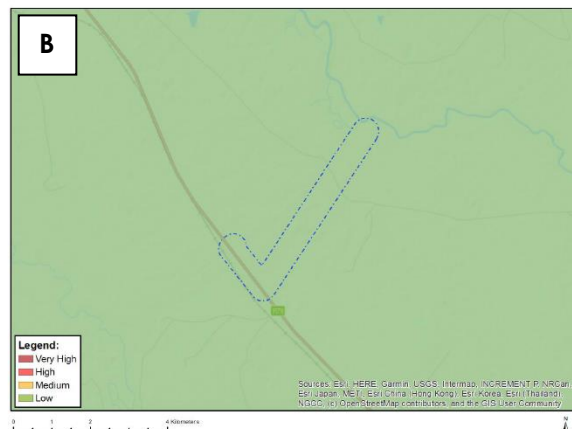 B
Legend:
Very High
High
Medium
Low
Sources: Esri, HERE, Garmin, USGS, Intermap, INCREMENT P, NRCan,
Esri Japan, METI, Esri China (Hong Kong), Esri Korea, Esri (Thailand),
NGCC, (c) OpenStreetMap contributors, and the GIS User Community
0 1 2 4 Kilometers
N